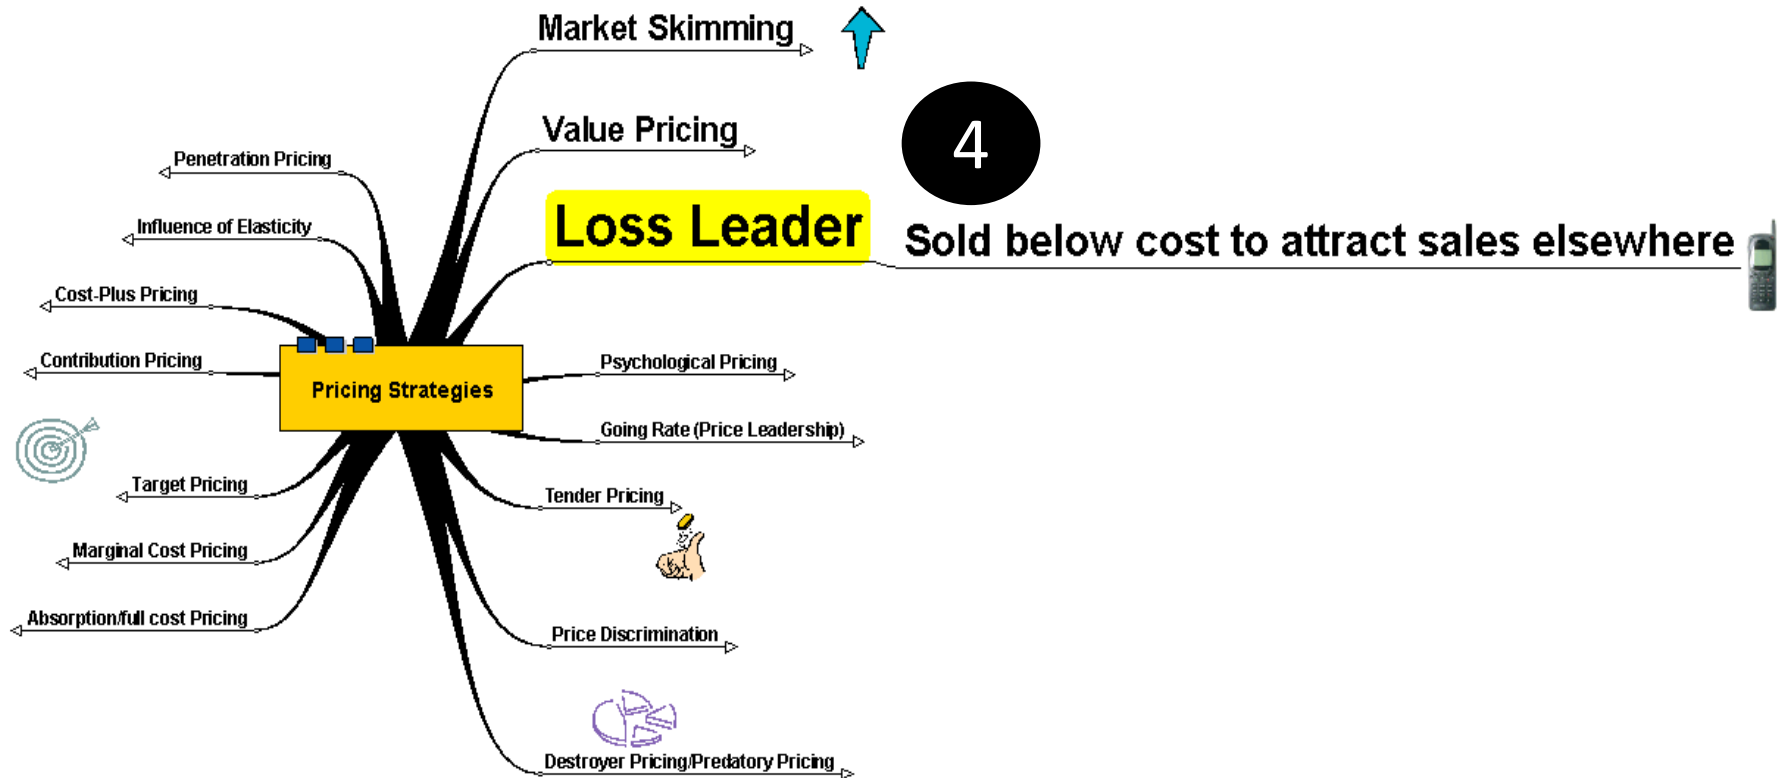 Market Skimming
Value Pricing
4
Loss Leader
Sold below cost to attract sales elsewhere
Penetration Pricing
Influence of Elasticity
Cost-Plus Pricing
Contribution Pricing
Pricing Strategies
Psychological Pricing
Going Rate (Price Leadership)
Target Pricing
Tender Pricing
Marginal Cost Pricing
Absorption/full cost Pricing
Price Discrimination
Destroyer Pricing/Predatory Pricing